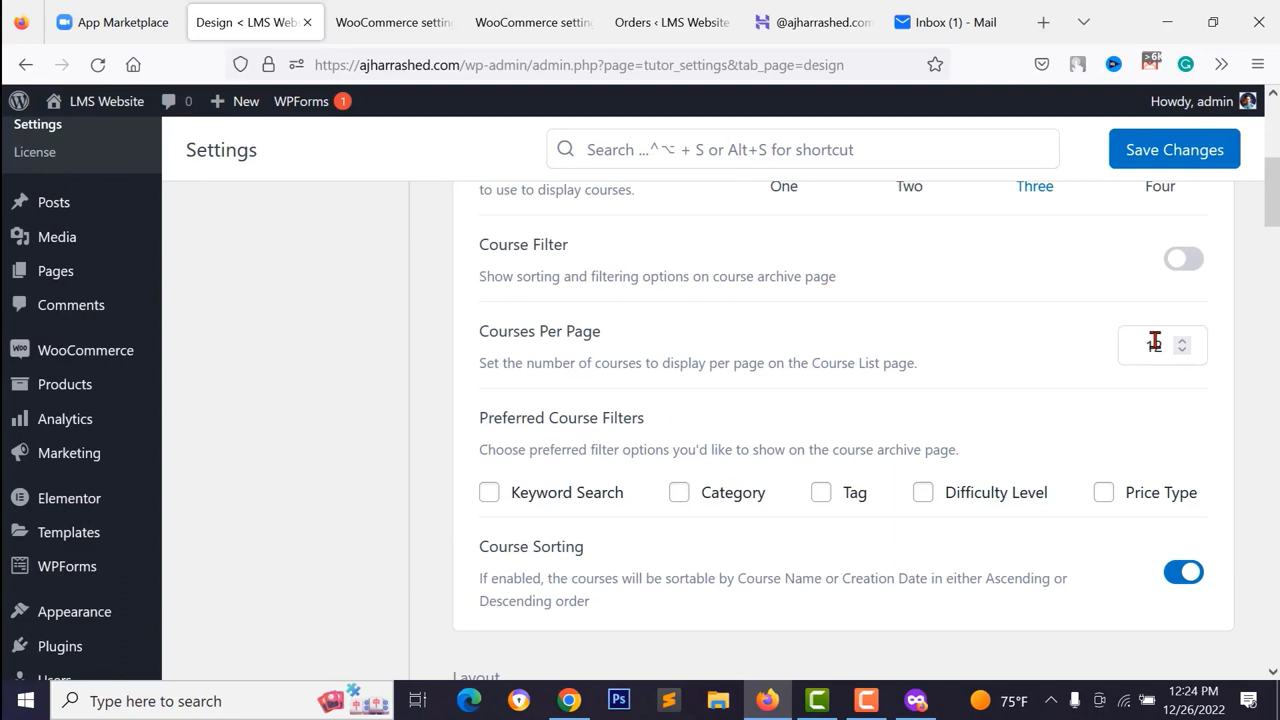 App Marketplace
Design < LMS Web
WooCommerce settin
WooCommerce settin
Orders < LMS Website
@ajharrashed.com
Inbox (1) - Mail
https://ajharrashed.com/wp-admin/admin.php?page=tutor_settings&tab_page=design
>6K
LMS Website
0
New
WPForms 1
Howdy, admin
Settings
License
Posts
Media
Pages
Comments
WooCommerce
Products
Analytics
Marketing
Elementor
Templates
WPForms
Appearance
Plugins
Settings
Search ...^⌥ + S or Alt+S for shortcut
Save Changes
to use to display courses.
One
Two
Three
Four
Course Filter
Show sorting and filtering options on course archive page
Courses Per Page
12
Set the number of courses to display per page on the Course List page.
Preferred Course Filters
Choose preferred filter options you'd like to show on the course archive page.
Keyword Search
Category
Tag
Difficulty Level
Price Type
Course Sorting
If enabled, the courses will be sortable by Course Name or Creation Date in either Ascending or
Descending order
Layout
Type here to search
Ps
75°F
12:24 PM
12/26/2022